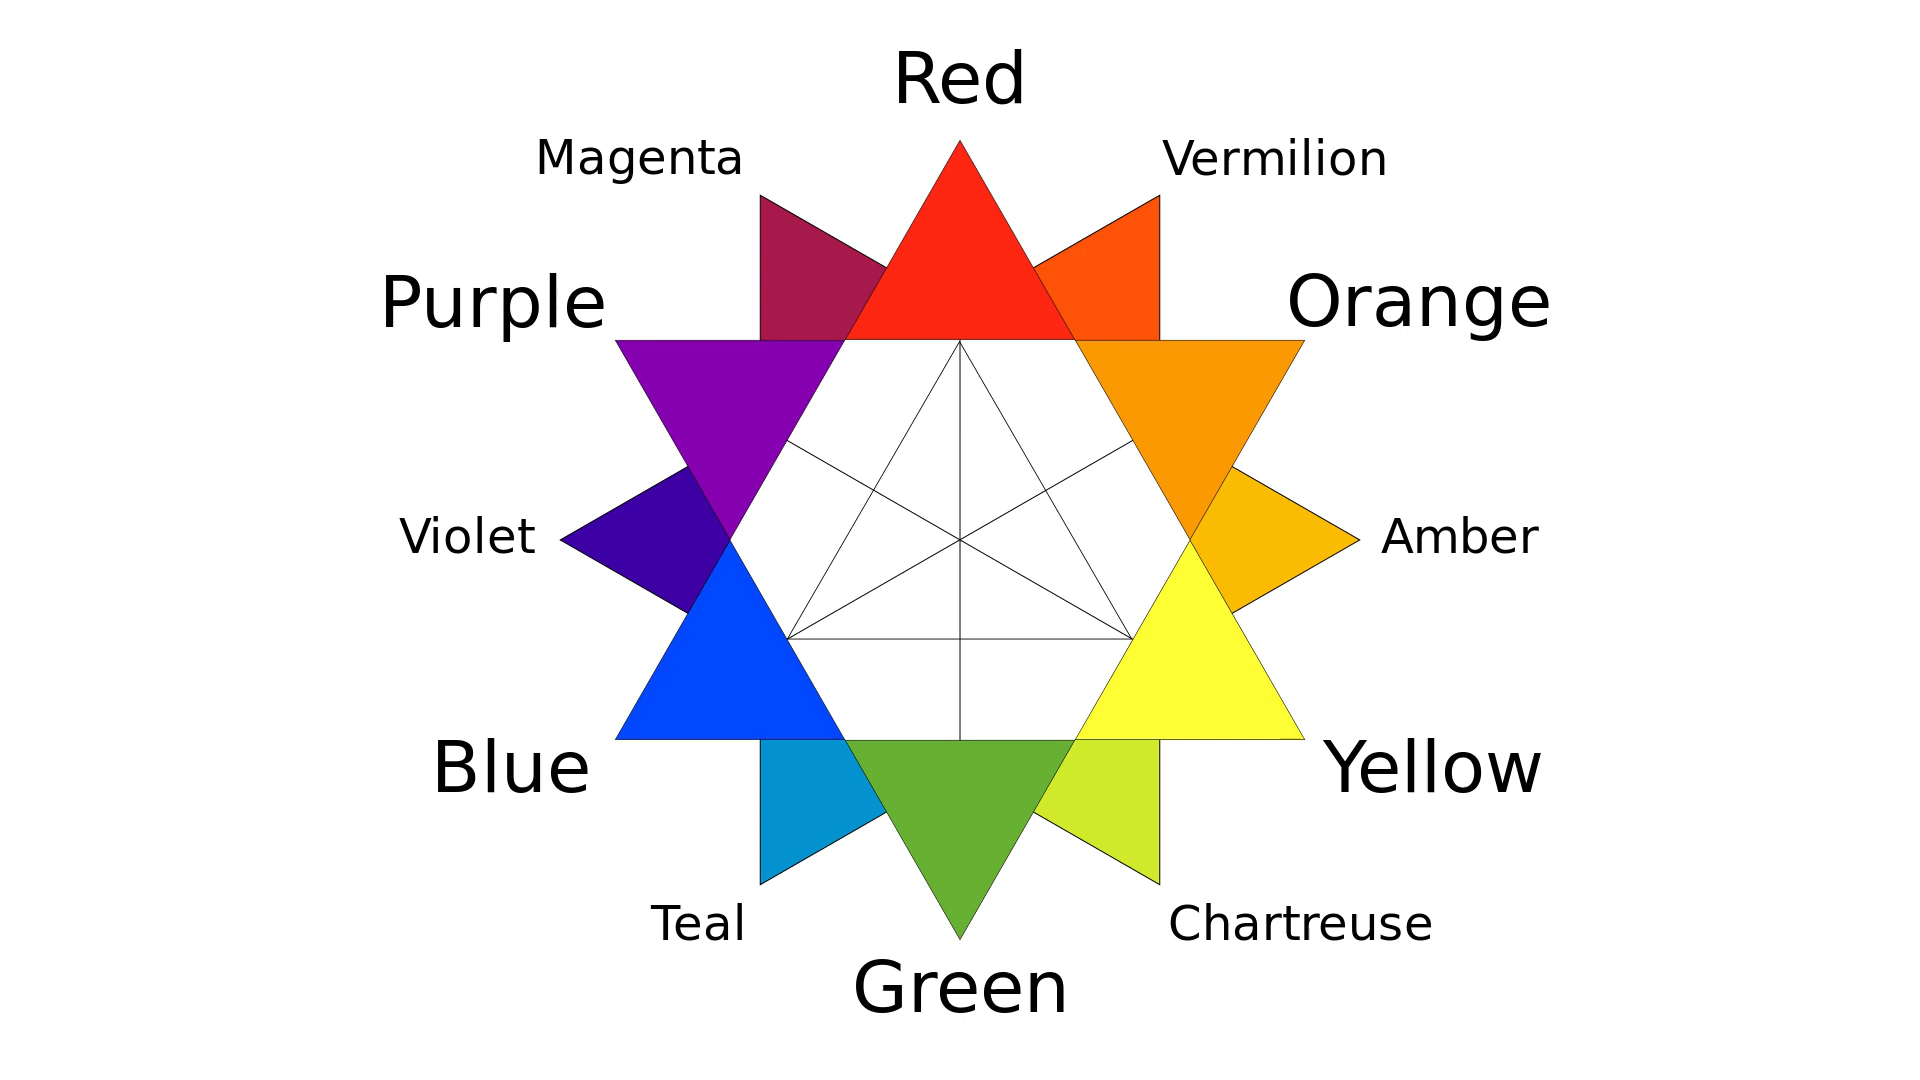 Red
Magenta
Vermilion
Purple
Orange
Violet
Amber
Blue
Yellow
Teal
Chartreuse
Green